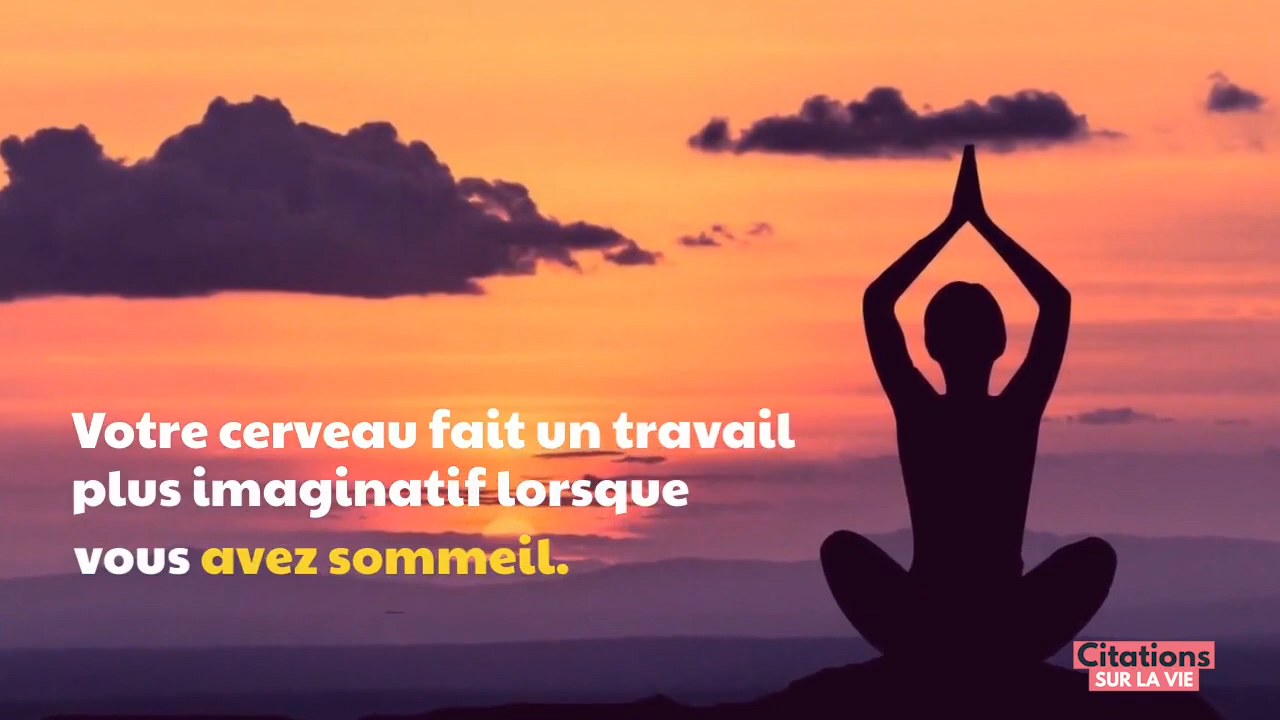 Votre cerveau fait un travail
plus imaginatif lorsque
vous avez sommeil.
Citations
SUR LA VIE